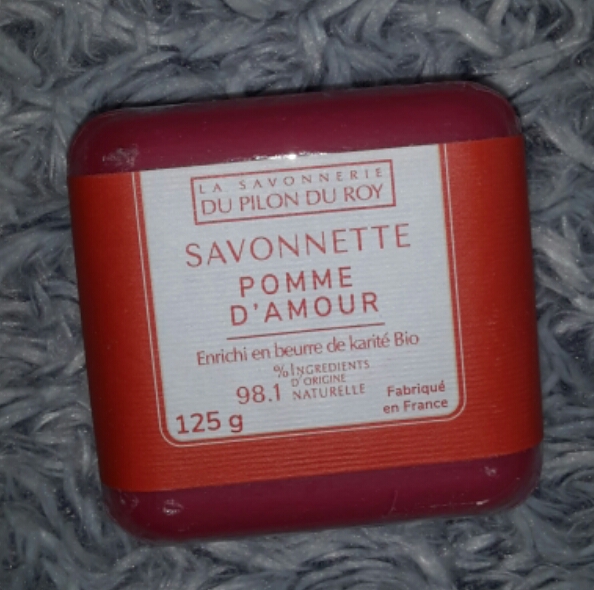 LA SAVONNERIE
DU PILON DU ROY
SAVONNETTE
POMME
D'AMOUR
Enrichi en beurre de karité Bio
98.1 % INGRÉDIENTS
D'ORIGINE
NATURELLE
125 g
Fabriqué
en France